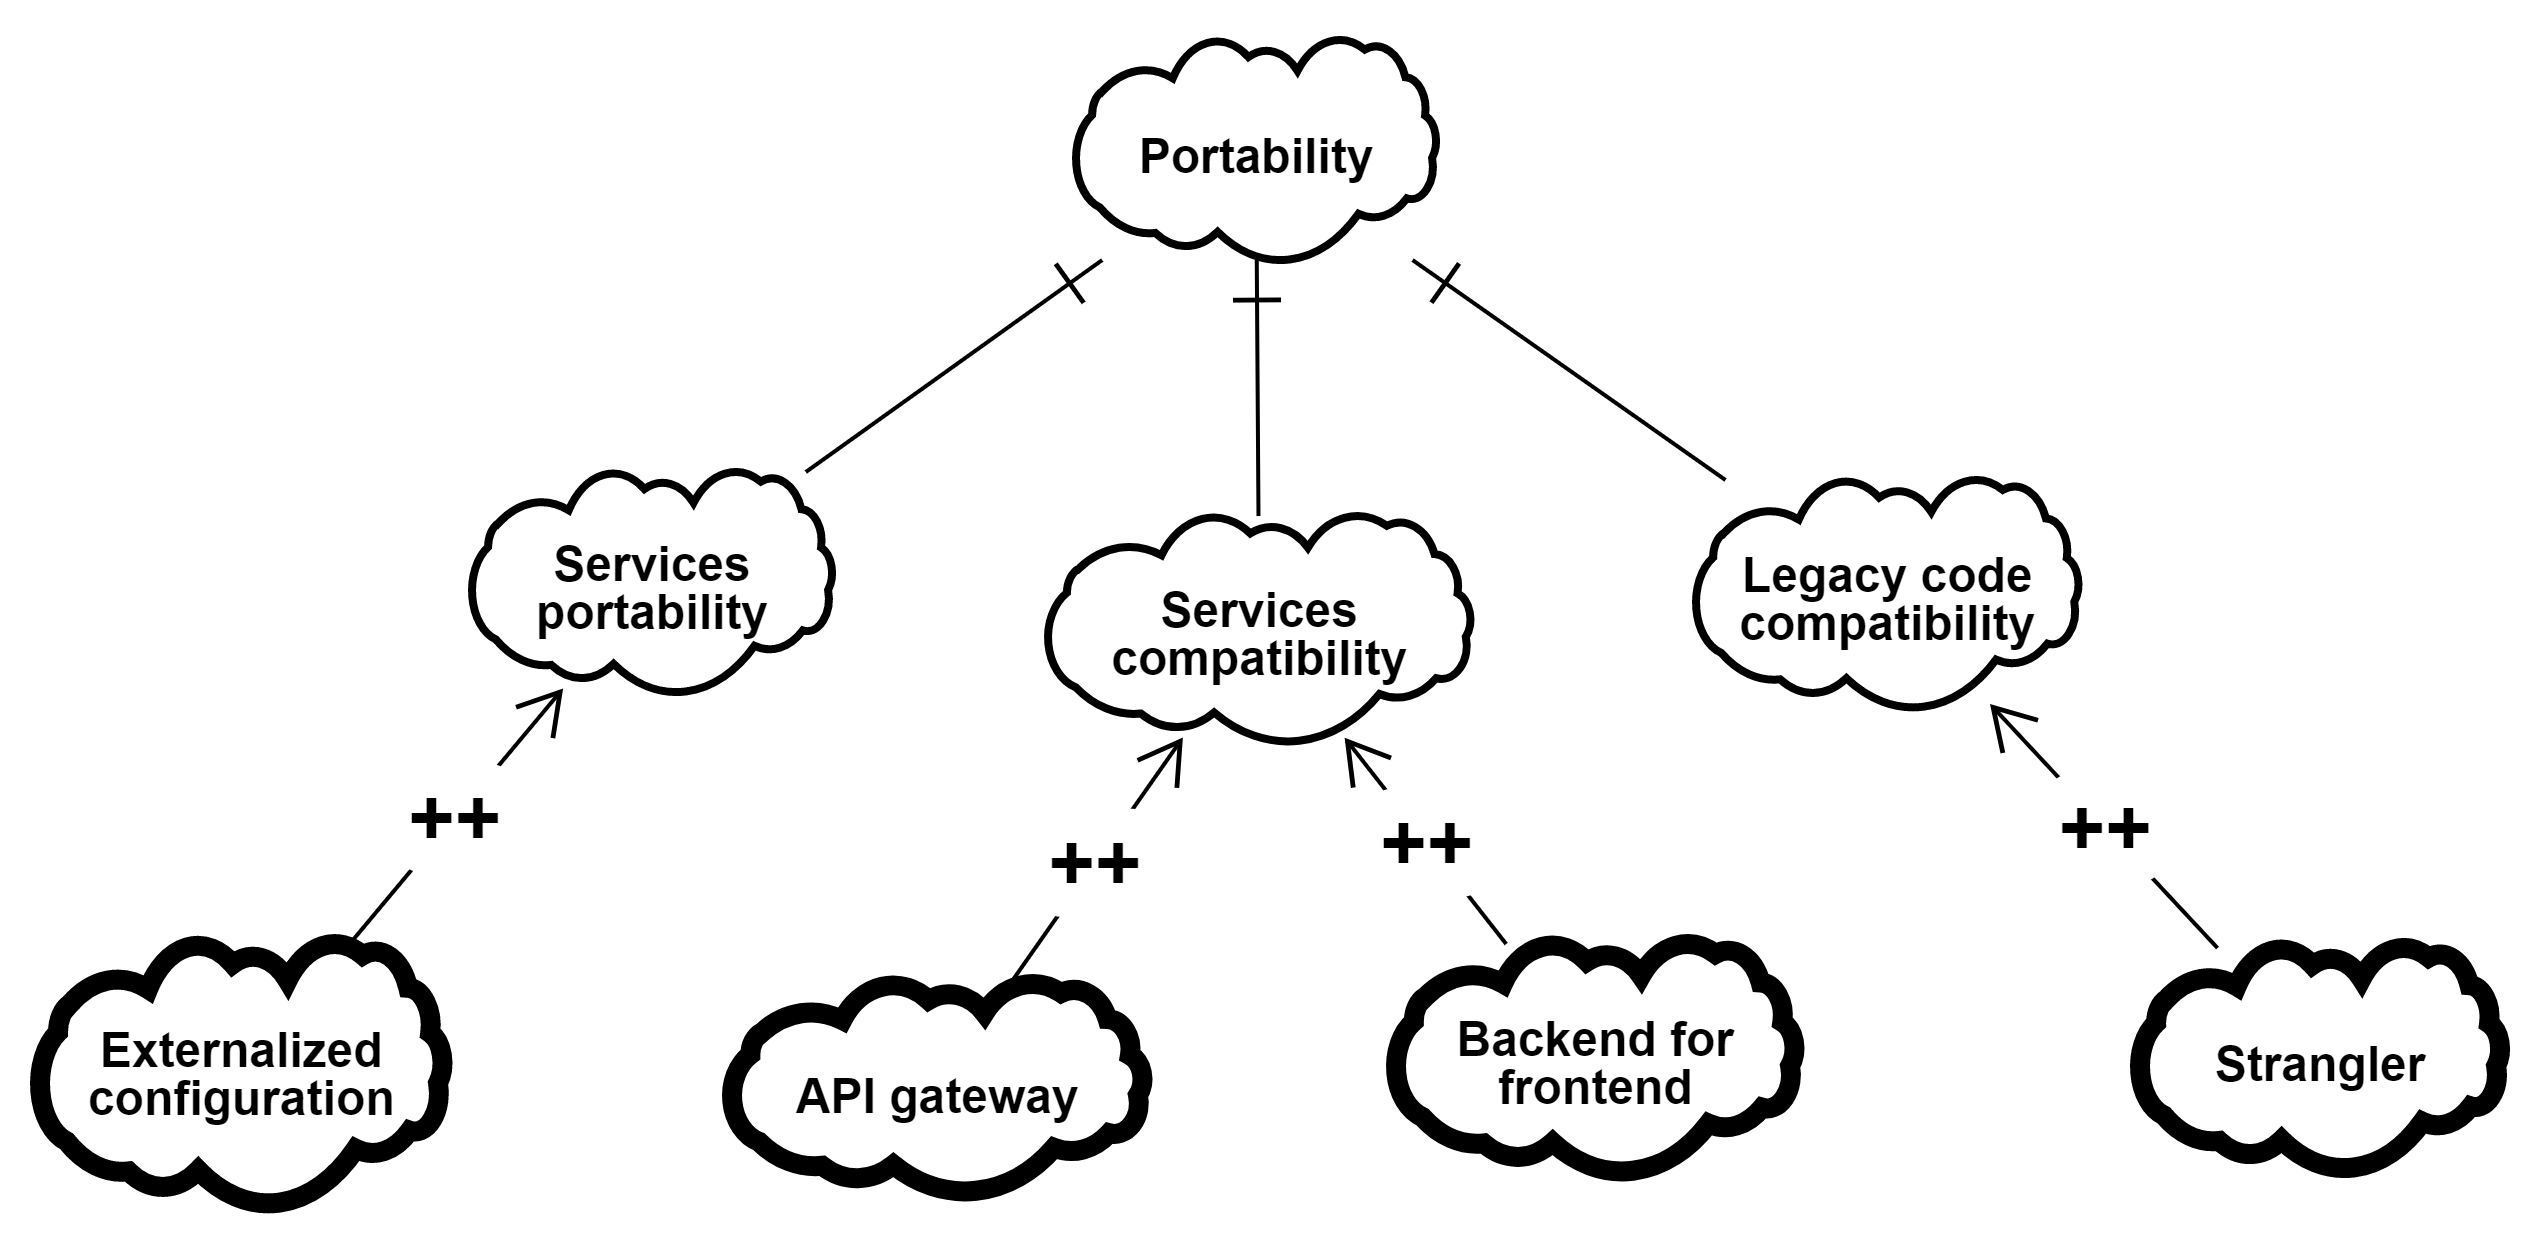 Portability
Services
portability
Services
compatibility
Legacy code
compatibility
++
++
++
++
Externalized
configuration
API gateway
Backend for
frontend
Strangler